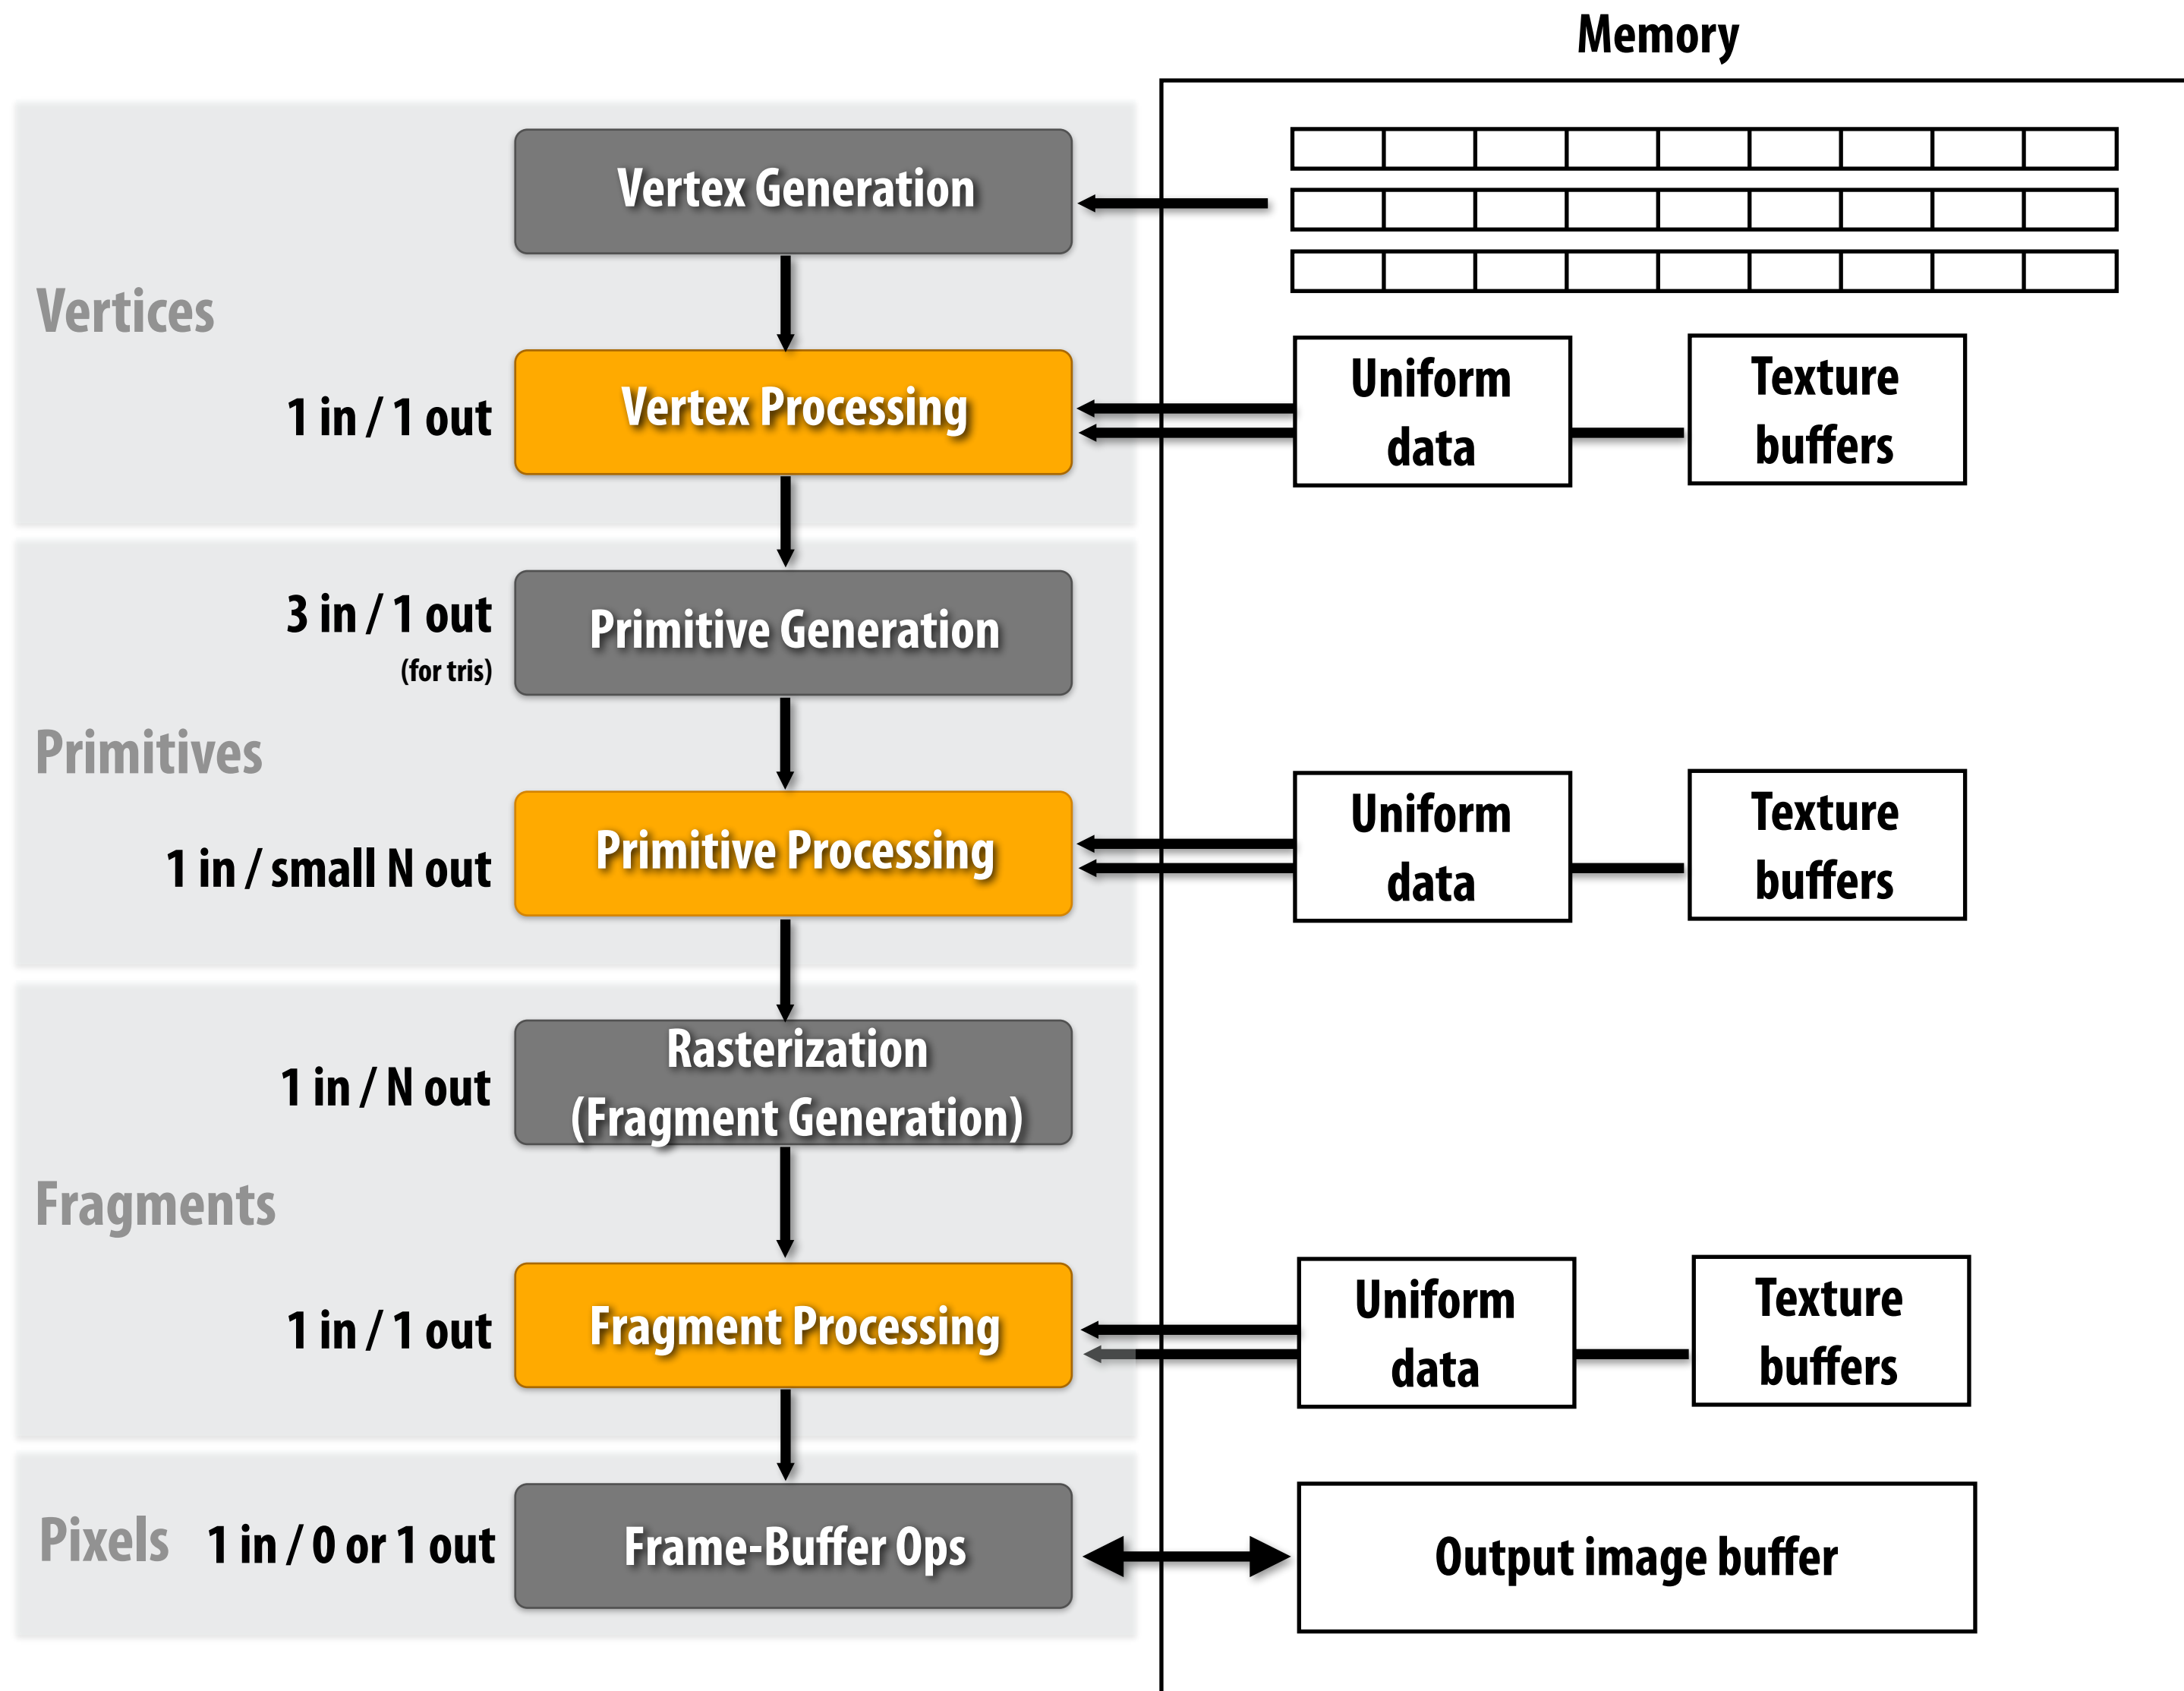 Memory
Vertex Generation
Vertices
1 in / 1 out
Vertex Processing
Uniform
data
Texture
buffers
3 in / 1 out
(for tris)
Primitive Generation
Primitives
1 in / small N out
Primitive Processing
Uniform
data
Texture
buffers
1 in / N out
Rasterization
(Fragment Generation)
Fragments
1 in / 1 out
Fragment Processing
Uniform
data
Texture
buffers
Pixels
1 in / 0 or 1 out
Frame-Buffer Ops
Output image buffer